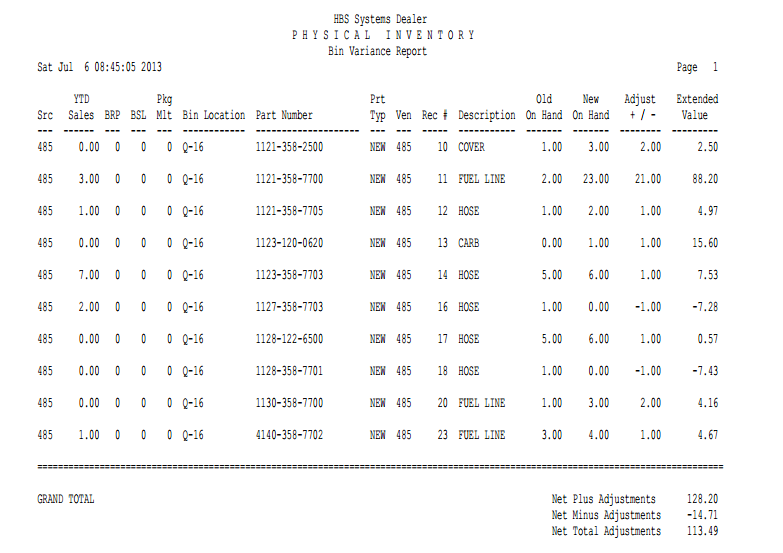 HBS Systems Dealer
P H Y S I C A L   I N V E N T O R Y
Bin Variance Report
Sat Jul  6 08:45:05 2013   Page  1
YTD   Pkg   Prt   Old   New   Adjust   Extended
Src   Sales   BRP   BSL   Mlt   Bin Location   Part Number   Typ   Ven   Rec #   Description   On Hand   On Hand   + / -   Value
---   ------   ---   ---   ---   ------------   --------------------   ---   ---   -----   -----------   -------   -------   -------   ---------
485   0.00   0   0   0   Q-16   1121-358-2500   NEW   485   10   COVER   1.00   3.00   2.00   2.50
485   3.00   0   0   0   Q-16   1121-358-7700   NEW   485   11   FUEL LINE   2.00   23.00   21.00   88.20
485   1.00   0   0   0   Q-16   1121-358-7705   NEW   485   12   HOSE   1.00   2.00   1.00   4.97
485   0.00   0   0   0   Q-16   1123-120-0620   NEW   485   13   CARB   0.00   1.00   1.00   15.60
485   7.00   0   0   0   Q-16   1123-358-7703   NEW   485   14   HOSE   5.00   6.00   1.00   7.53
485   2.00   0   0   0   Q-16   1127-358-7703   NEW   485   16   HOSE   1.00   0.00   -1.00   -7.28
485   0.00   0   0   0   Q-16   1128-122-6500   NEW   485   17   HOSE   5.00   6.00   1.00   0.57
485   0.00   0   0   0   Q-16   1128-358-7701   NEW   485   18   HOSE   1.00   0.00   -1.00   -7.43
485   0.00   0   0   0   Q-16   1130-358-7700   NEW   485   20   FUEL LINE   1.00   3.00   2.00   4.16
485   1.00   0   0   0   Q-16   4140-358-7702   NEW   485   23   FUEL LINE   3.00   4.00   1.00   4.67
====================================================================================================================================
GRAND TOTAL   Net Plus Adjustments   128.20
Net Minus Adjustments   -14.71
Net Total Adjustments   113.49